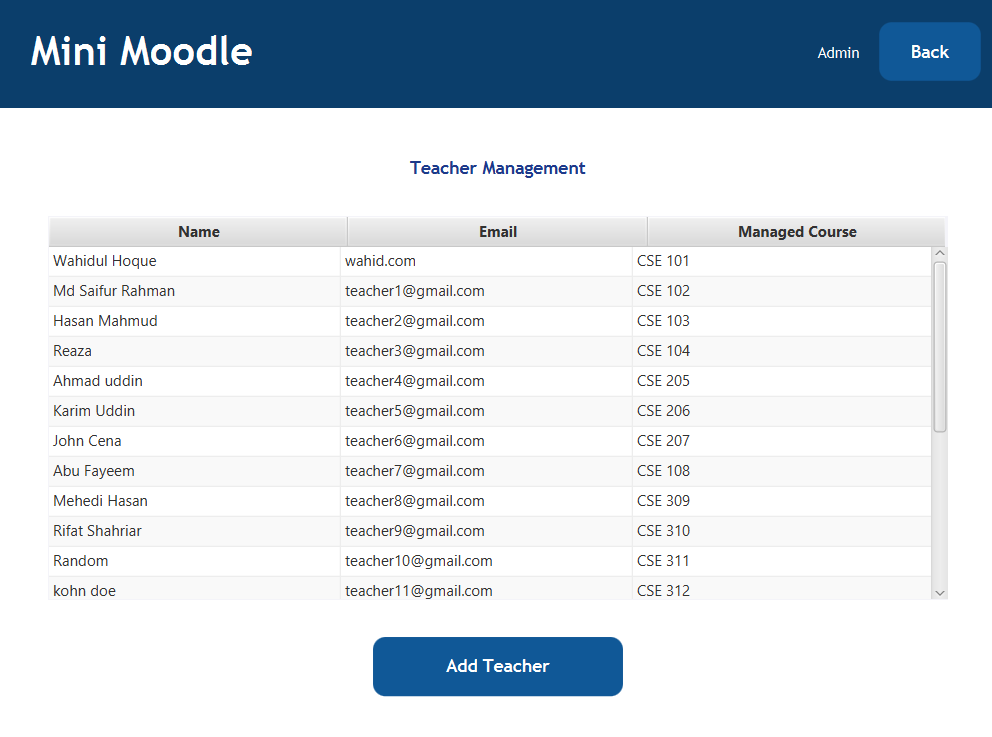 Mini Moodle
Admin Back
Teacher Management
Name Email Managed Course
Wahidul Hoque wahid.com CSE 101
Md Saifur Rahman teacher1@gmail.com CSE 102
Hasan Mahmud teacher2@gmail.com CSE 103
Reaza teacher3@gmail.com CSE 104
Ahmad uddin teacher4@gmail.com CSE 205
Karim Uddin teacher5@gmail.com CSE 206
John Cena teacher6@gmail.com CSE 207
Abu Fayeem teacher7@gmail.com CSE 108
Mehedi Hasan teacher8@gmail.com CSE 309
Rifat Shahriar teacher9@gmail.com CSE 310
Random teacher10@gmail.com CSE 311
kohn doe teacher11@gmail.com CSE 312
Add Teacher